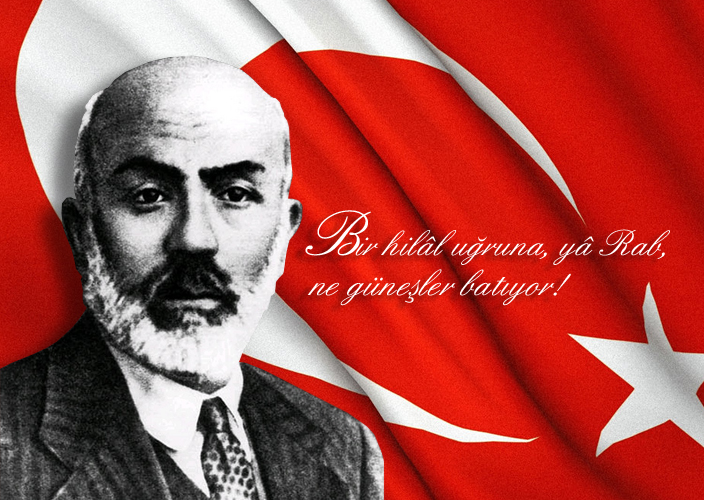 Bir hilâl uğruna, yâ Rab,
ne güneşler batıyor!